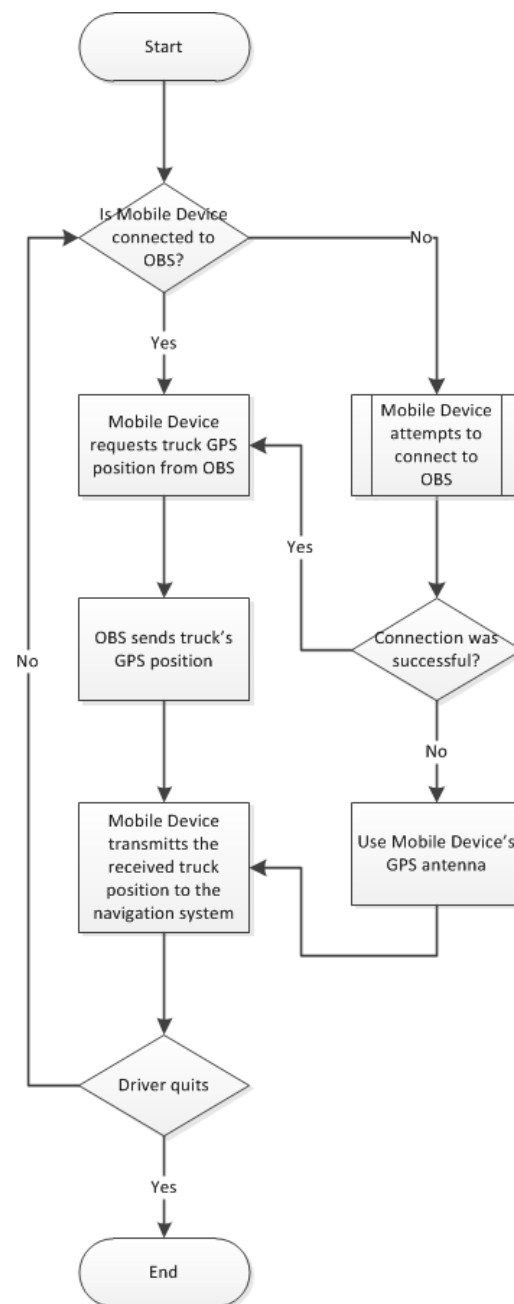 Start
Is Mobile Device
connected to
OBS?
No
Yes
Mobile Device
requests truck GPS
position from OBS
Mobile Device
attempts to
connect to
OBS
Yes
OBS sends truck's
GPS position
Connection was
successful?
No
No
Mobile Device
transmitts the
received truck
position to the
navigation system
Use Mobile Device's
GPS antenna
Driver quits
Yes
End